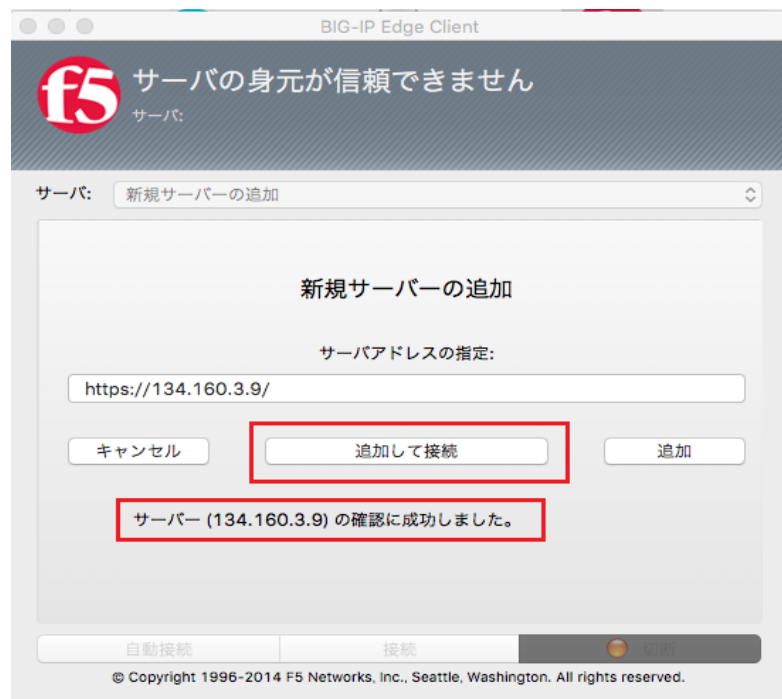 BIG-IP Edge Client
f5
サーバの身元が信頼できません
サーバ:
サーバ: 新規サーバーの追加
新規サーバーの追加
サーバアドレスの指定:
https://134.160.3.9/
キャンセル 追加して接続 追加
サーバー (134.160.3.9) の確認に成功しました。
自動接続 接続 切断
© Copyright 1996-2014 F5 Networks, Inc., Seattle, Washington. All rights reserved.